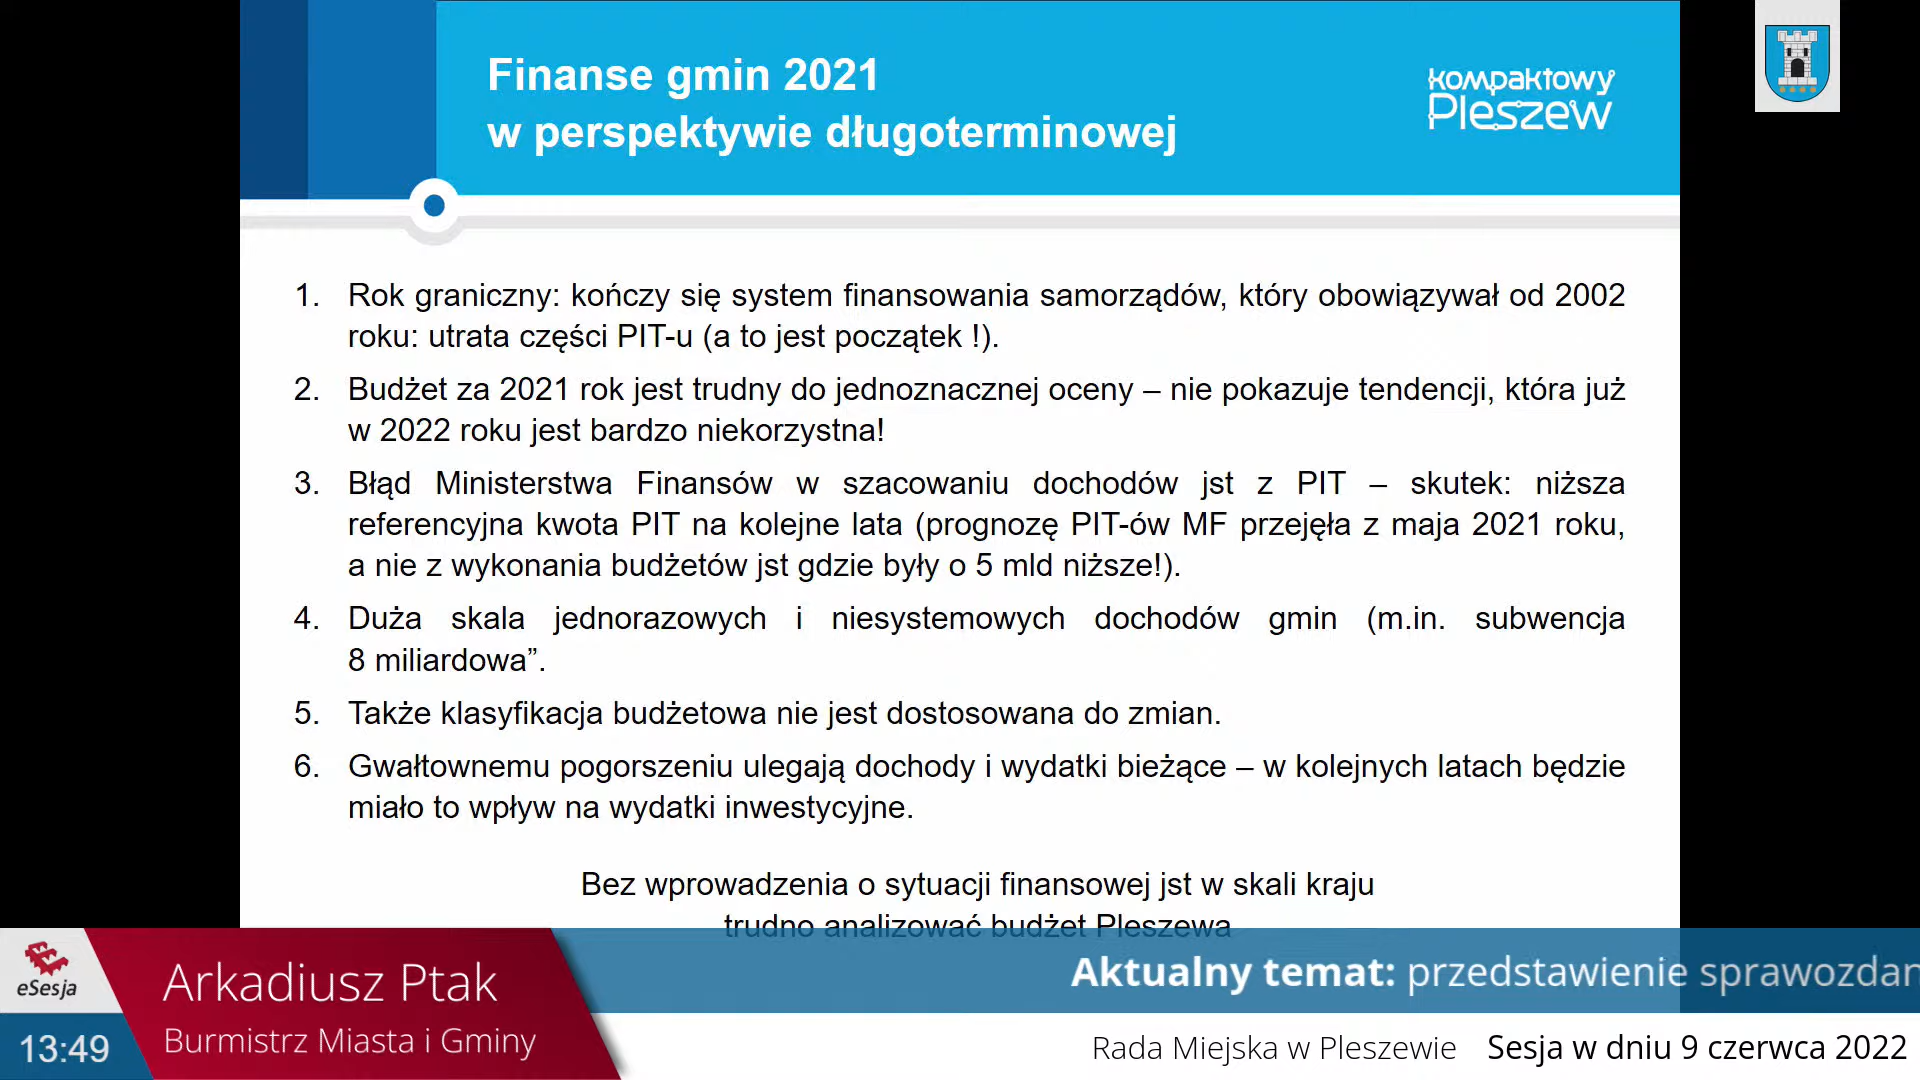 Finanse gmin 2021
w perspektywie długoterminowej
kompaktowy
Pleszew
1. Rok graniczny: kończy się system finansowania samorządów, który obowiązywał od 2002
roku: utrata części PIT-u (a to jest początek !).
2. Budżet za 2021 rok jest trudny do jednoznacznej oceny – nie pokazuje tendencji, która już
w 2022 roku jest bardzo niekorzystna!
3. Błąd Ministerstwa Finansów w szacowaniu dochodów jst z PIT – skutek: niższa
referencyjna kwota PIT na kolejne lata (prognozę PIT-ów MF przejęła z maja 2021 roku,
a nie z wykonania budżetów jst gdzie były o 5 mld niższe!).
4. Duża skala jednorazowych i niesystemowych dochodów gmin (m.in. subwencja
8 miliardowa”.
5. Także klasyfikacja budżetowa nie jest dostosowana do zmian.
6. Gwałtownemu pogorszeniu ulegają dochody i wydatki bieżące – w kolejnych latach będzie
miało to wpływ na wydatki inwestycyjne.
Bez wprowadzenia o sytuacji finansowej jst w skali kraju
trudno analizować budżet Pleszewa
eSesja
Arkadiusz Ptak
Burmistrz Miasta i Gminy
13:49
Aktualny temat: przedstawienie sprawozdan
Rada Miejska w Pleszewie Sesja w dniu 9 czerwca 2022